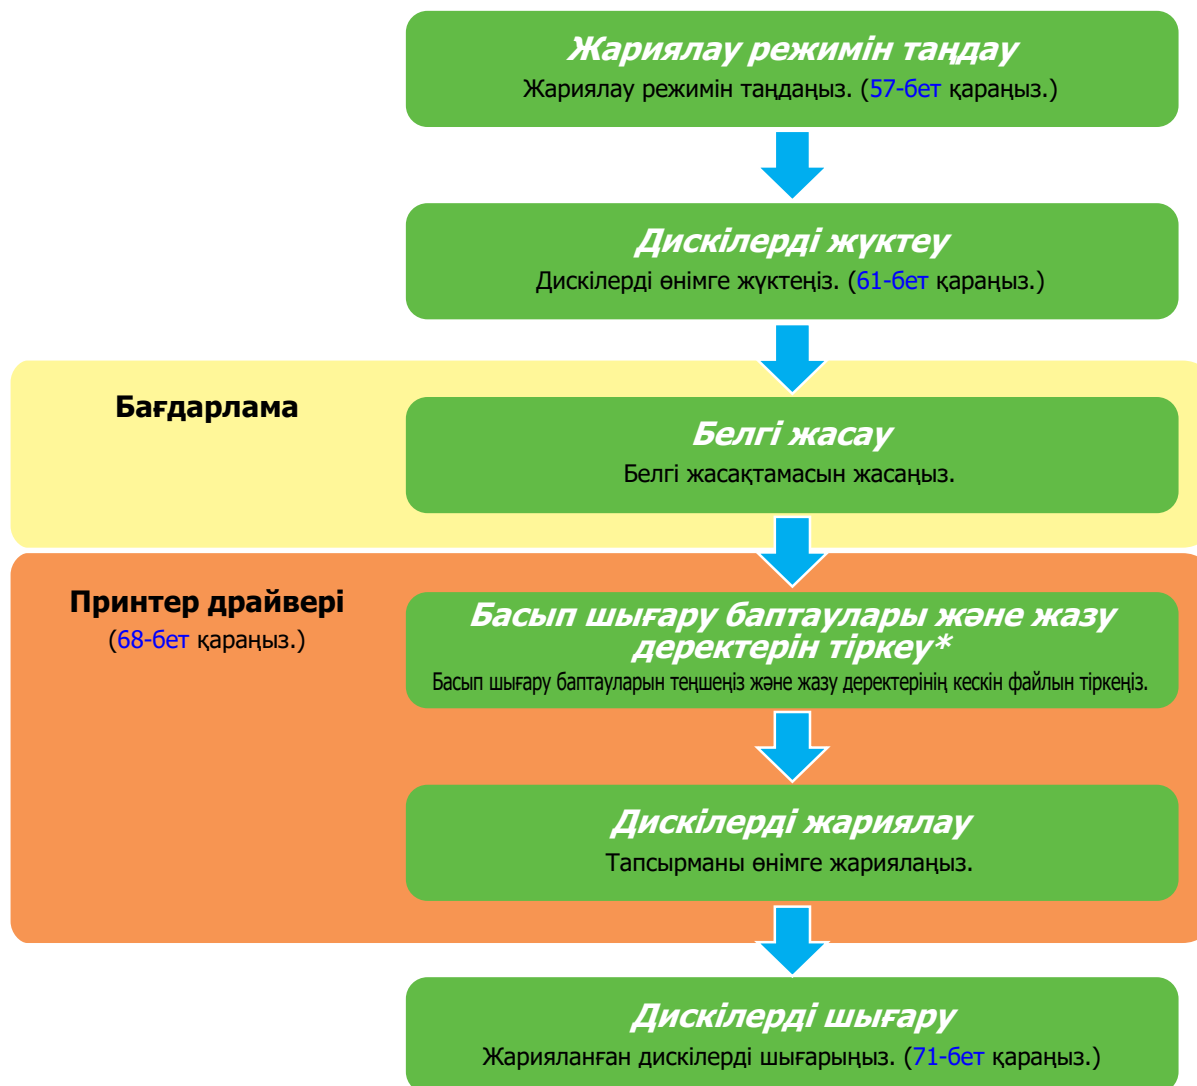 Жариялау режимін таңдау
Жариялау режимін таңдаңыз. (57-бет қараңыз.)
Дискілерді жүктеу
Дискілерді өнімге жүктеңіз. (61-бет қараңыз.)
Бағдарлама
Белгі жасау
Белгі жасақтамасын жасаңыз.
Принтер драйвері
(68-бет қараңыз.)
Басып шығару баптаулары және жазу
деректерін тіркеу*
Басып шығару баптауларын теңшеңіз және жазу деректерінің кескін файлын тіркеңіз.
Дискілерді жариялау
Тапсырманы өнімге жариялаңыз.
Дискілерді шығару
Жарияланған дискілерді шығарыңыз. (71-бет қараңыз.)